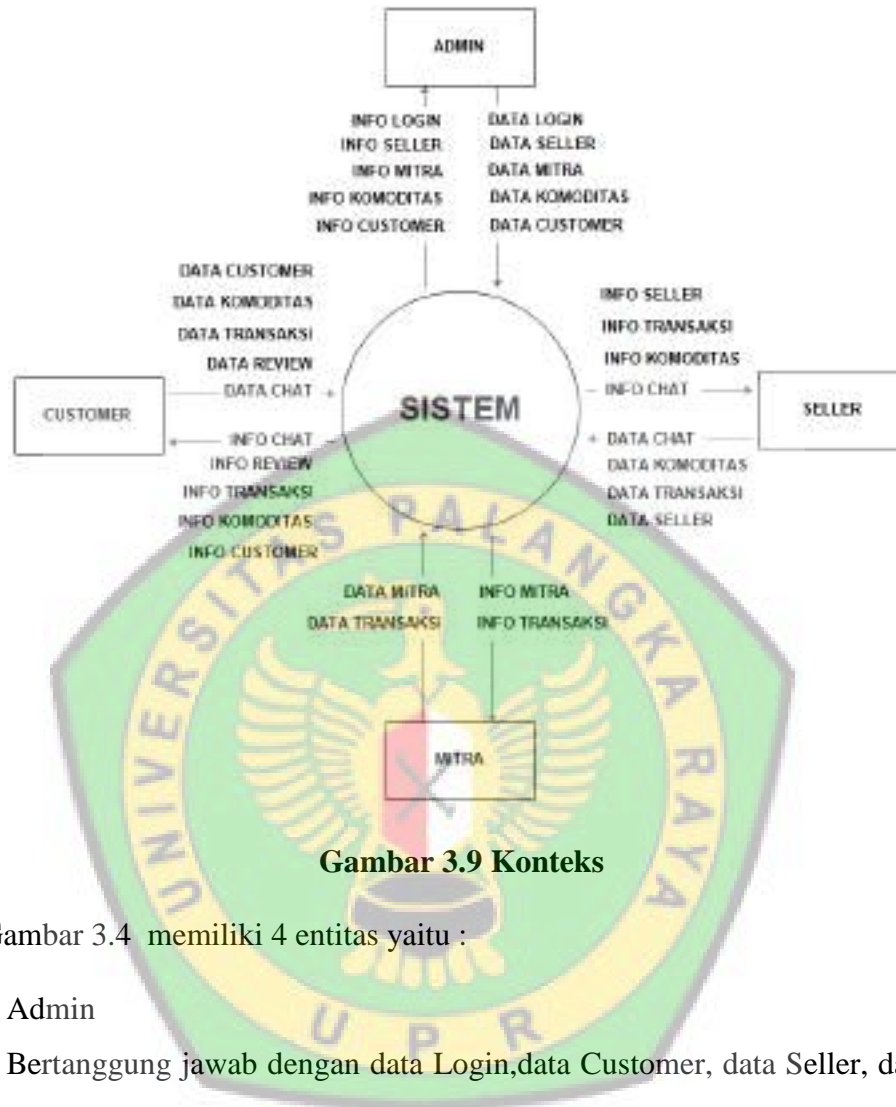 ADMIN
INFO LOGIN
INFO SELLER
INFO MITRA
INFO KOMODITAS
INFO CUSTOMER
DATA LOGIN
DATA SELLER
DATA MITRA
DATA KOMODITAS
DATA CUSTOMER
DATA CUSTOMER
DATA KOMODITAS
DATA TRANSAKSI
DATA REVIEW
DATA CHAT
CUSTOMER
INFO CHAT
INFO REVIEW
INFO TRANSAKSI
INFO KOMODITAS
INFO CUSTOMER
SISTEM
INFO SELLER
INFO TRANSAKSI
INFO KOMODITAS
INFO CHAT
SELLER
DATA CHAT
DATA KOMODITAS
DATA TRANSAKSI
DATA SELLER
DATA MITRA
DATA TRANSAKSI
INFO MITRA
INFO TRANSAKSI
MITRA
UNIVERSITAS PALANGKA RAYA
UPR
Gambar 3.9 Konteks
Gambar 3.4 memiliki 4 entitas yaitu :
Admin
Bertanggung jawab dengan data Login,data Customer, data Seller, da